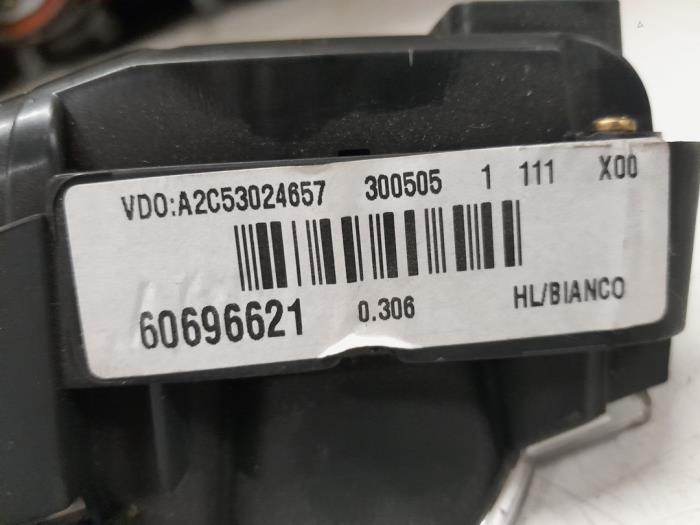 VDO:A2C53024657 300505 1 111 X00
60696621 0.306 HL/BIANCO